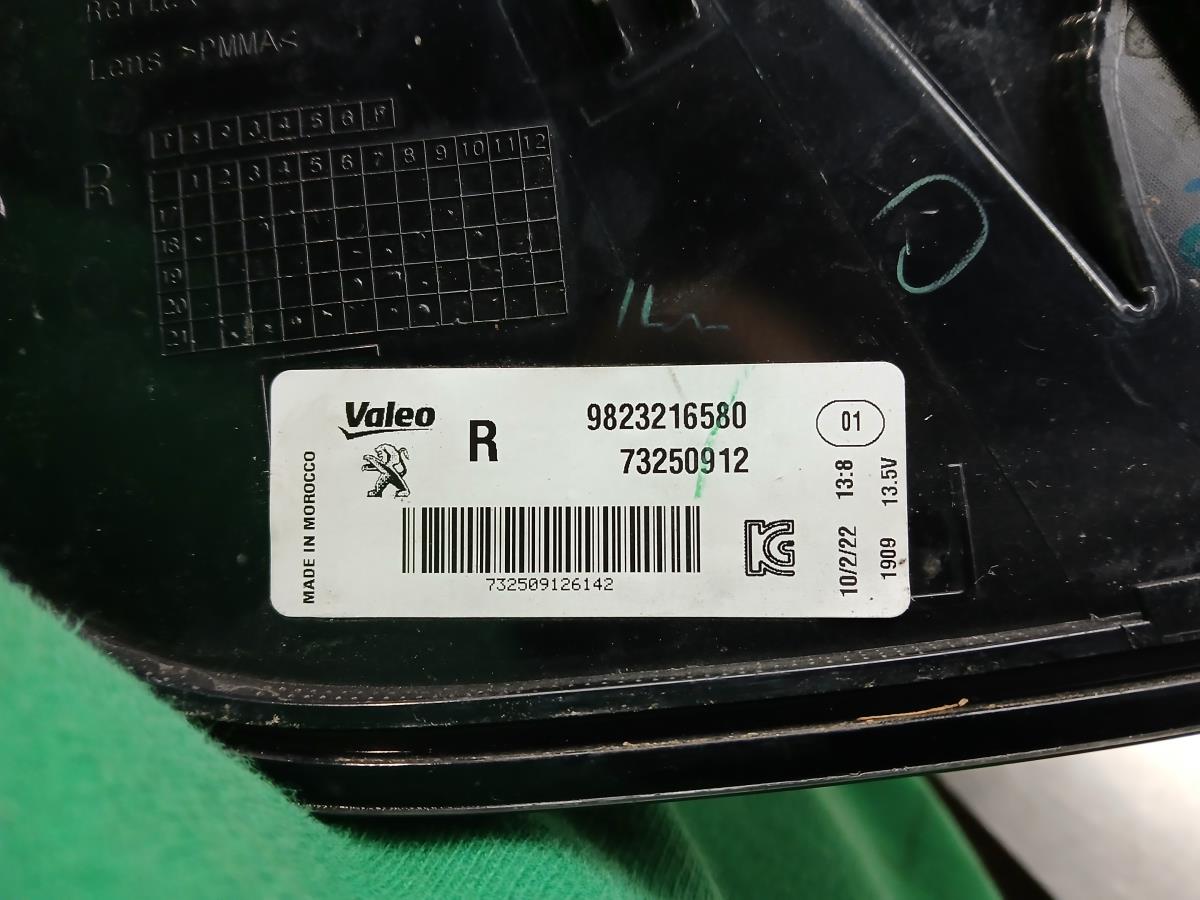 Lens >PMMA<
T 1 2 3 4 5 6 F
R
1 2 3 4 5 6 7 8 9 10 11 12
17
18
19
20
21
Valeo
R
9823216580
73250912
01
MADE IN MOROCCO
732509126142
10/2/22 13:8
1909 13.5V